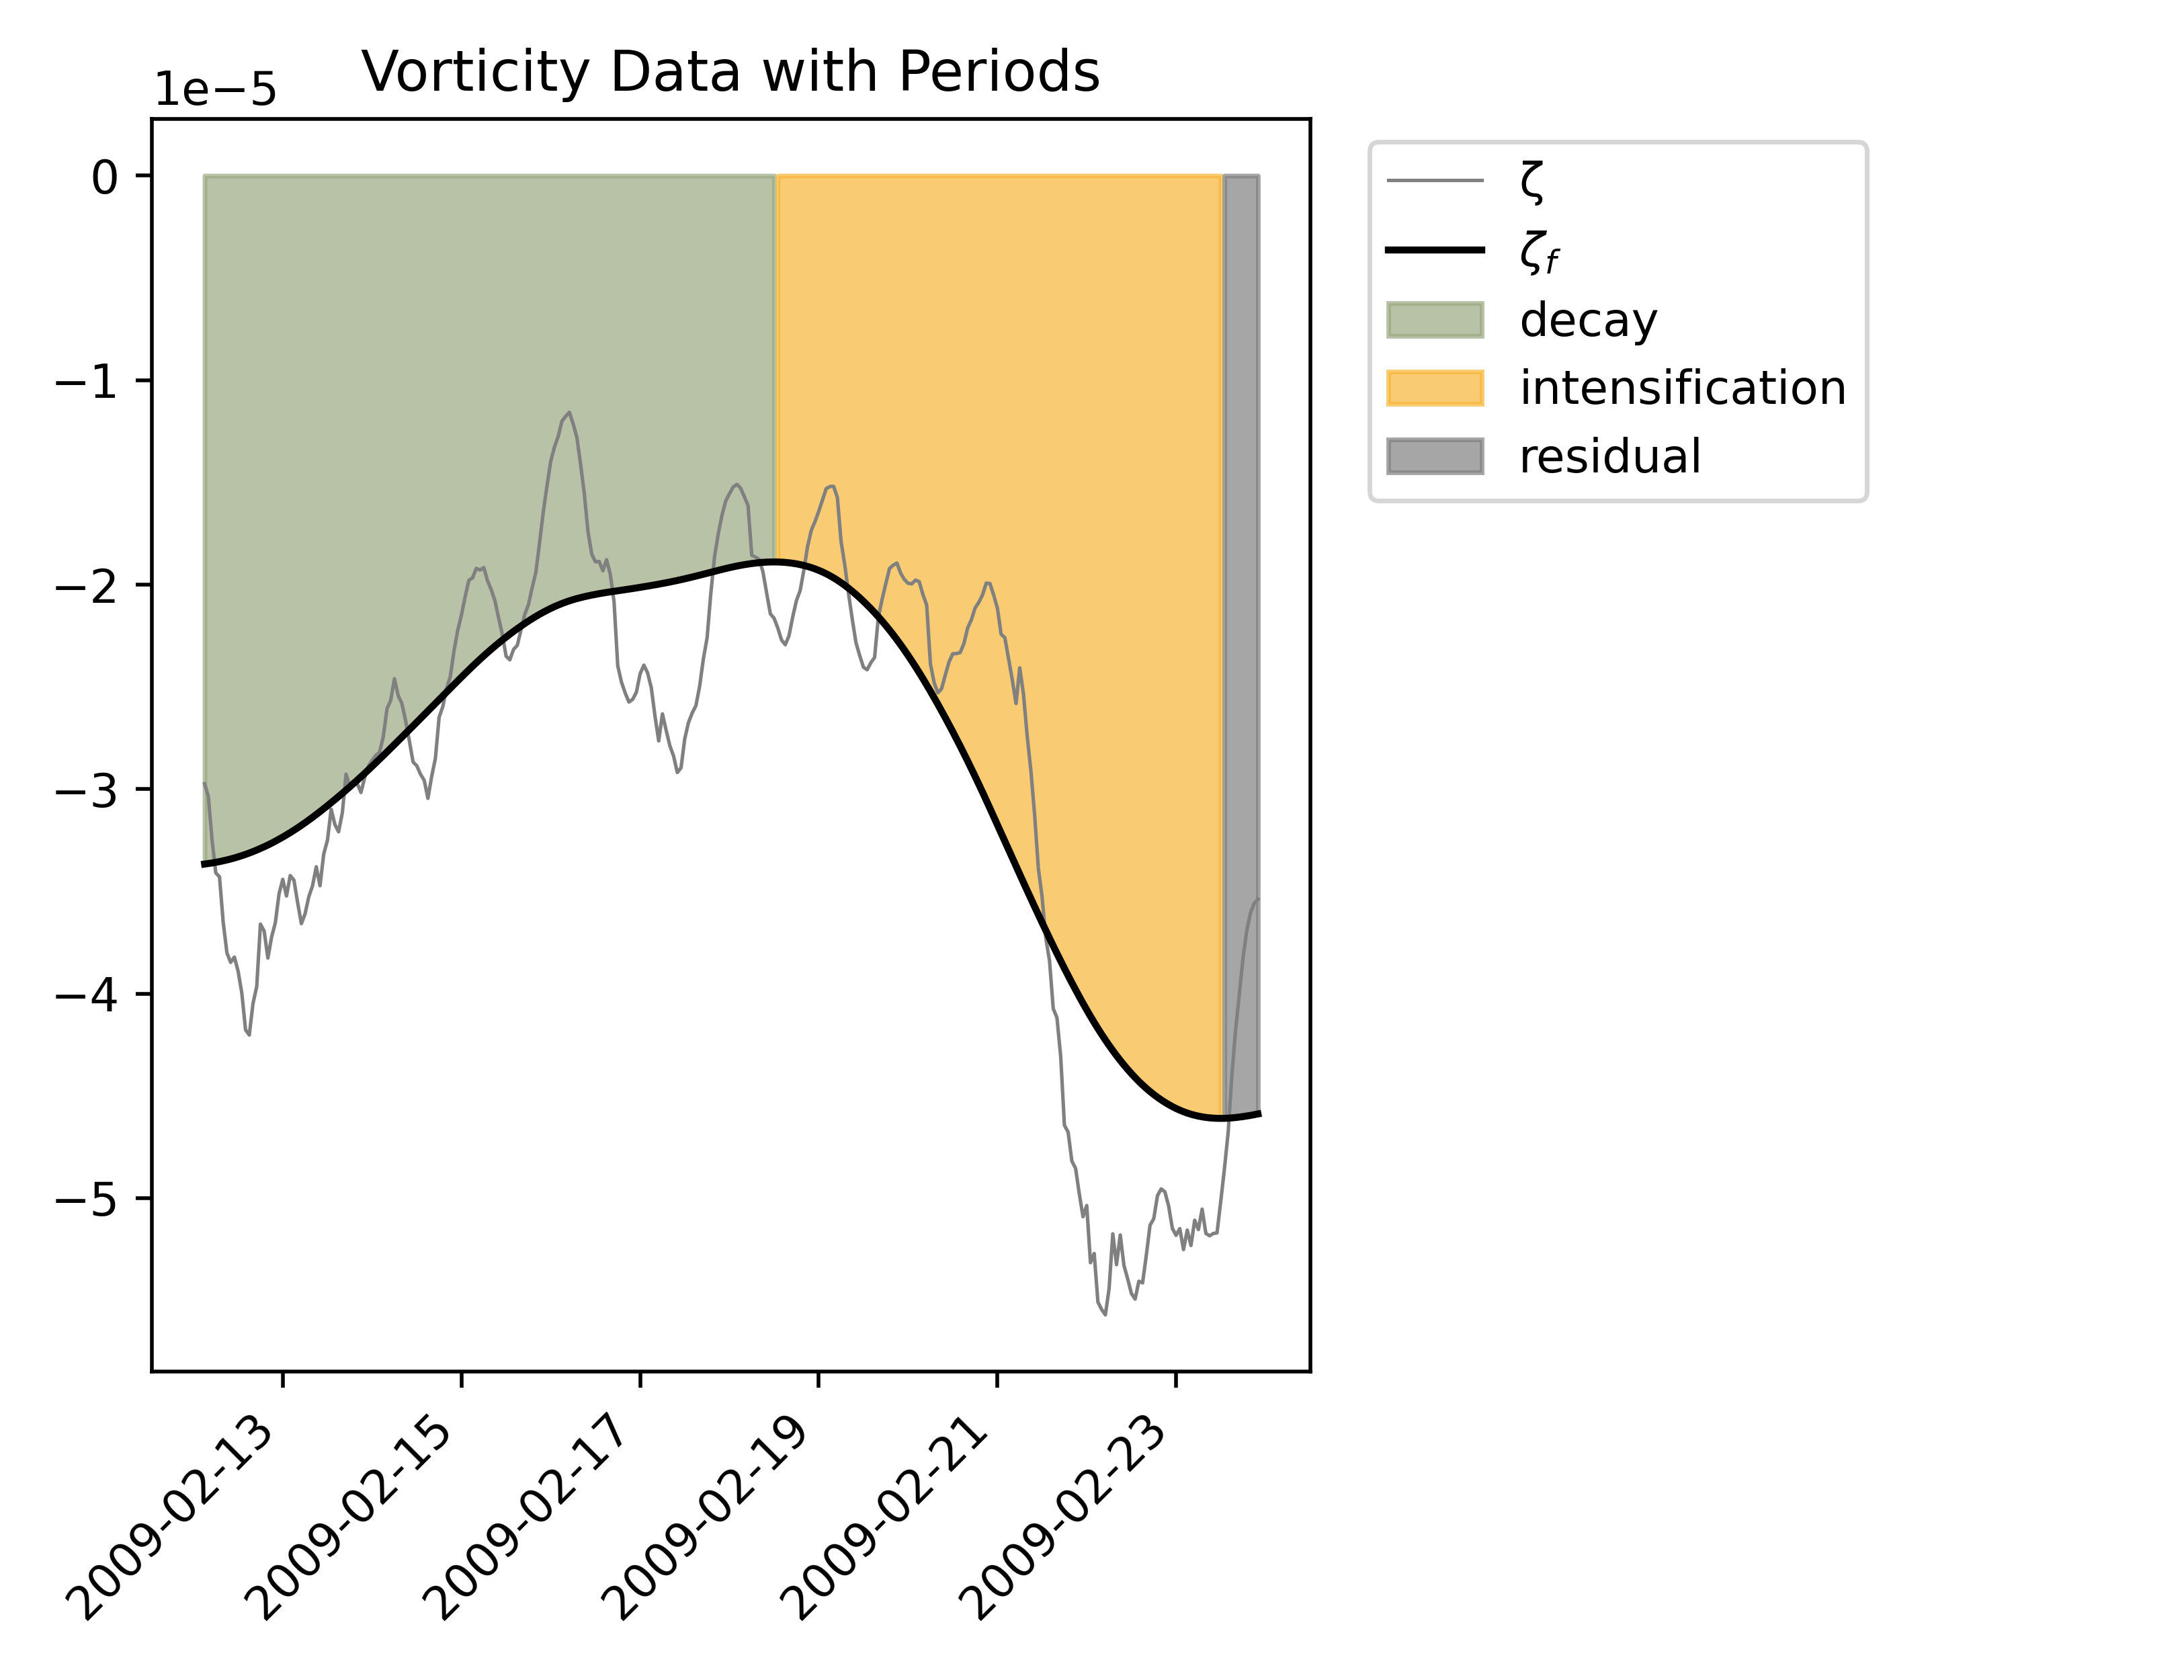 Vorticity Data with Periods
1e−5
0
−1
−2
−3
−4
−5
2009-02-13
2009-02-15
2009-02-17
2009-02-19
2009-02-21
2009-02-23
ζ
ζf
decay
intensification
residual